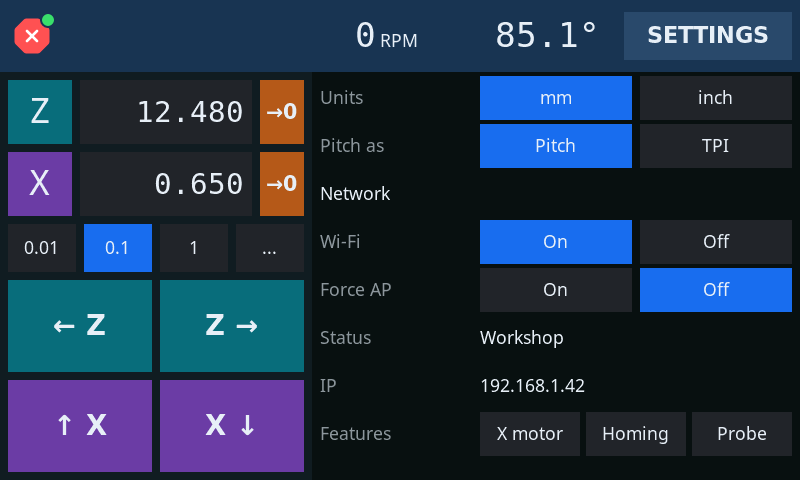 0 RPM 85.1° SETTINGS
Z 12.480 →0
X 0.650 →0
0.01 0.1 1 ...
← Z Z →
↑ X X ↓
Units mm inch
Pitch as Pitch TPI
Network
Wi-Fi On Off
Force AP On Off
Status Workshop
IP 192.168.1.42
Features X motor Homing Probe